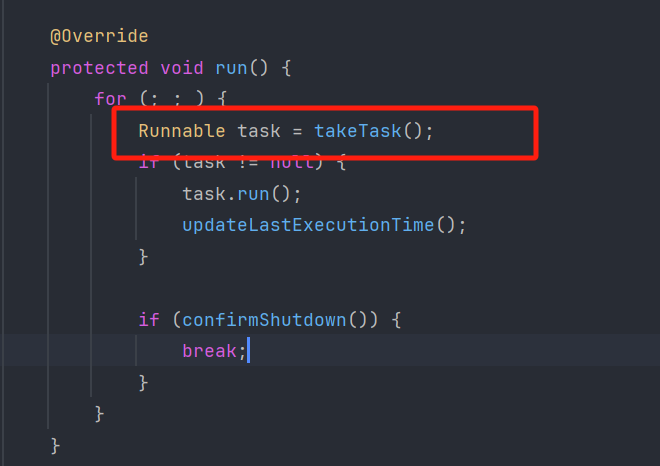 @Override
protected void run() {
for (; ; ) {
Runnable task = takeTask();
if (task != null) {
task.run();
updateLastExecutionTime();
}
if (confirmShutdown()) {
break;
}
}
}